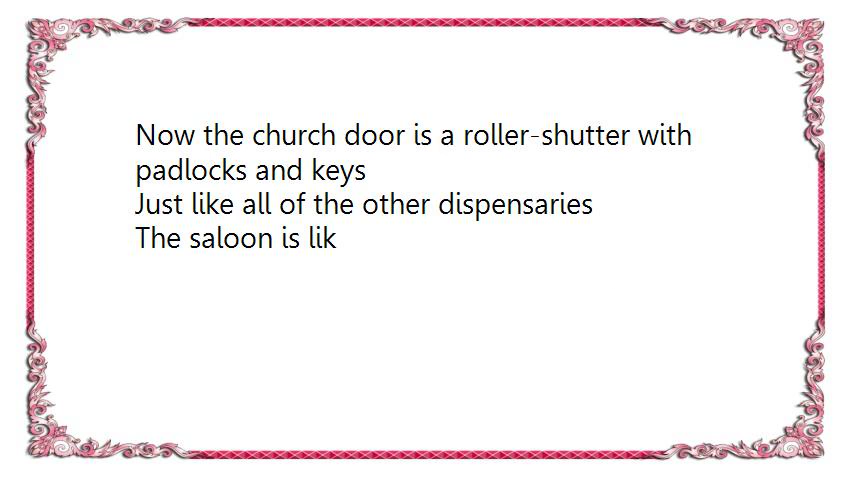 Now the church door is a roller-shutter with
padlocks and keys
Just like all of the other dispensaries
The saloon is lik